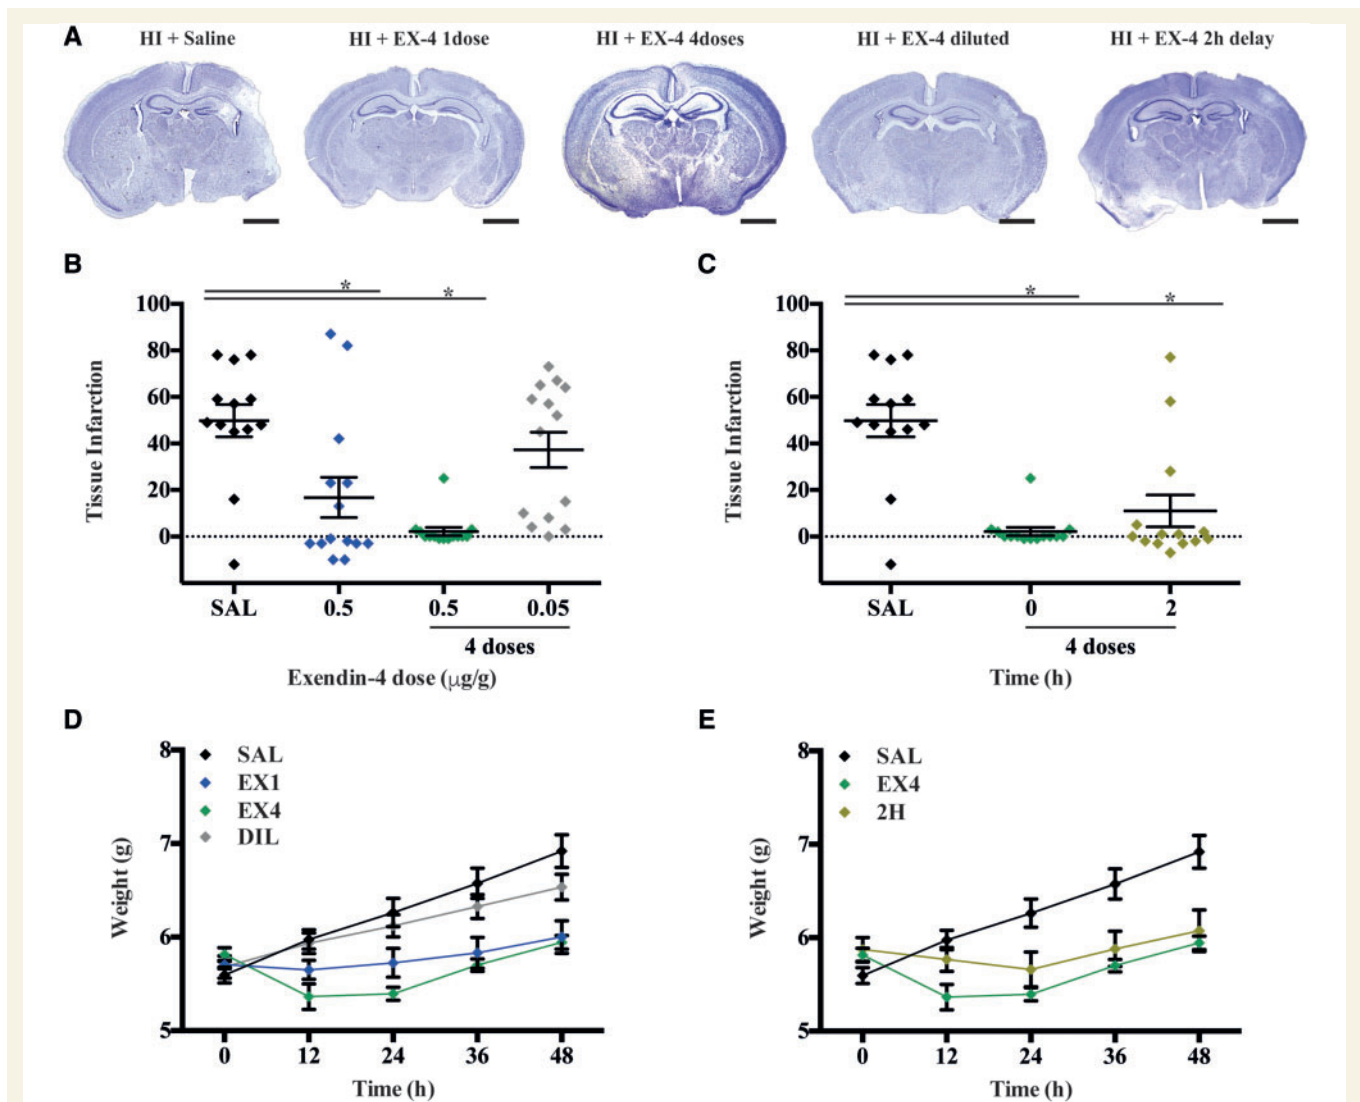 A
HI + Saline
HI + EX-4 1dose
HI + EX-4 4doses
HI + EX-4 diluted
HI + EX-4 2h delay
B
*
*
100
80
60
40
20
0
Tissue Infarction
SAL
0.5
0.5
0.05
4 doses
Exendin-4 dose (μg/g)
C
*
*
100
80
60
40
20
0
Tissue Infarction
SAL
0
2
4 doses
Time (h)
D
8
7
6
5
Weight (g)
SAL
EX1
EX4
DIL
0
12
24
36
48
Time (h)
E
8
7
6
5
Weight (g)
SAL
EX4
2H
0
12
24
36
48
Time (h)